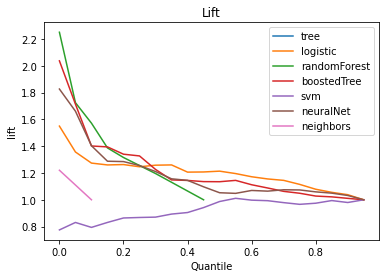 Lift
tree
logistic
randomForest
boostedTree
svm
neuralNet
neighbors
lift
2.2
2.0
1.8
1.6
1.4
1.2
1.0
0.8
0.0
0.2
0.4
0.6
0.8
Quantile